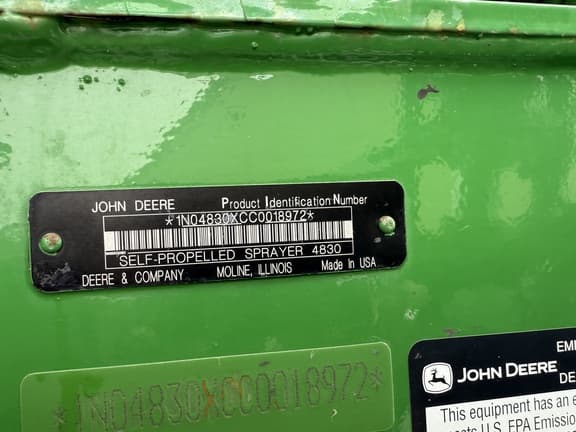 JOHN DEERE Product Identification Number
*1N04830XCC0018972*
SELF-PROPELLED SPRAYER 4830
DEERE & COMPANY MOLINE, ILLINOIS Made In USA
*1N04830XCC0018972*
JOHN DEERE
This equipment has an
U.S. EPA